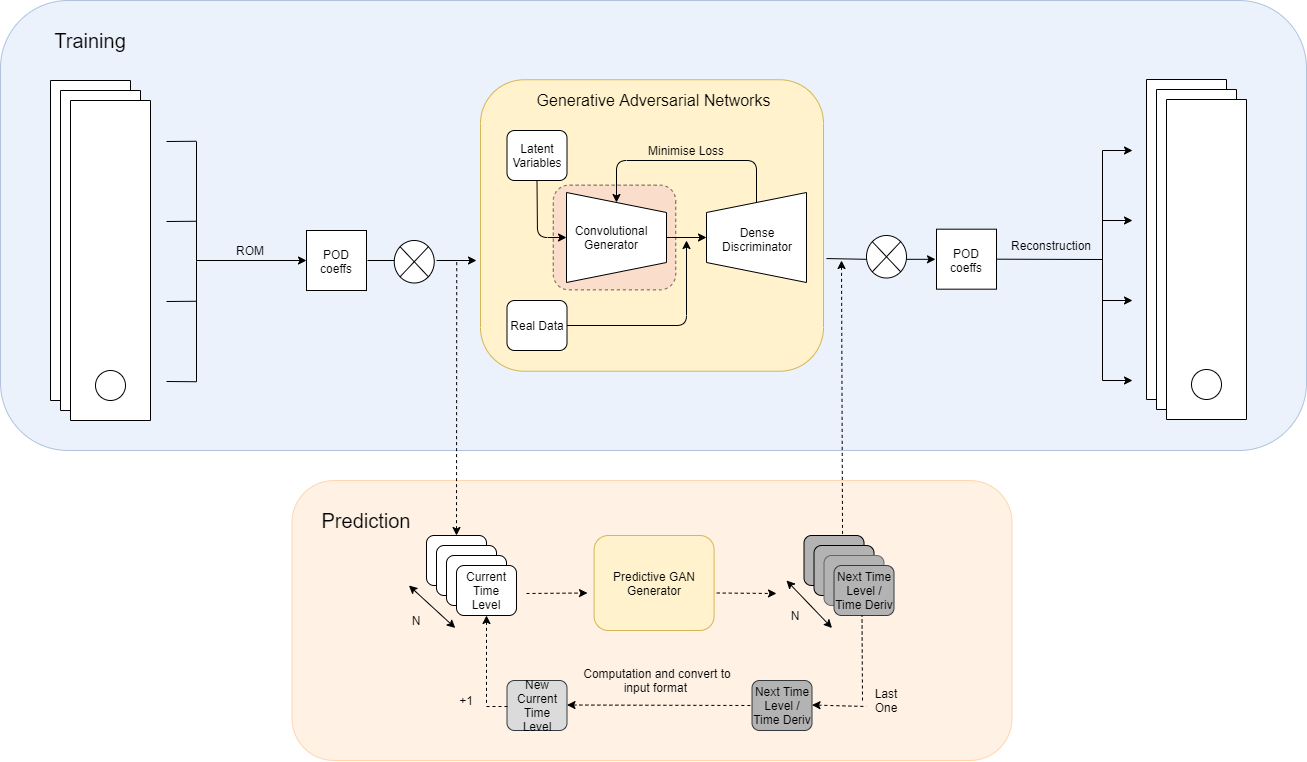 Training
Generative Adversarial Networks
Latent
Variables
Minimise Loss
Convolutional
Generator
Dense
Discriminator
Real Data
ROM
POD
coeffs
POD
coeffs
Reconstruction
Prediction
Current
Time
Level
N
Predictive GAN
Generator
Next Time
Level /
Time Deriv
N
Computation and convert to
input format
+1
New
Current
Time
Level
Next Time
Level /
Time Deriv
Last
One